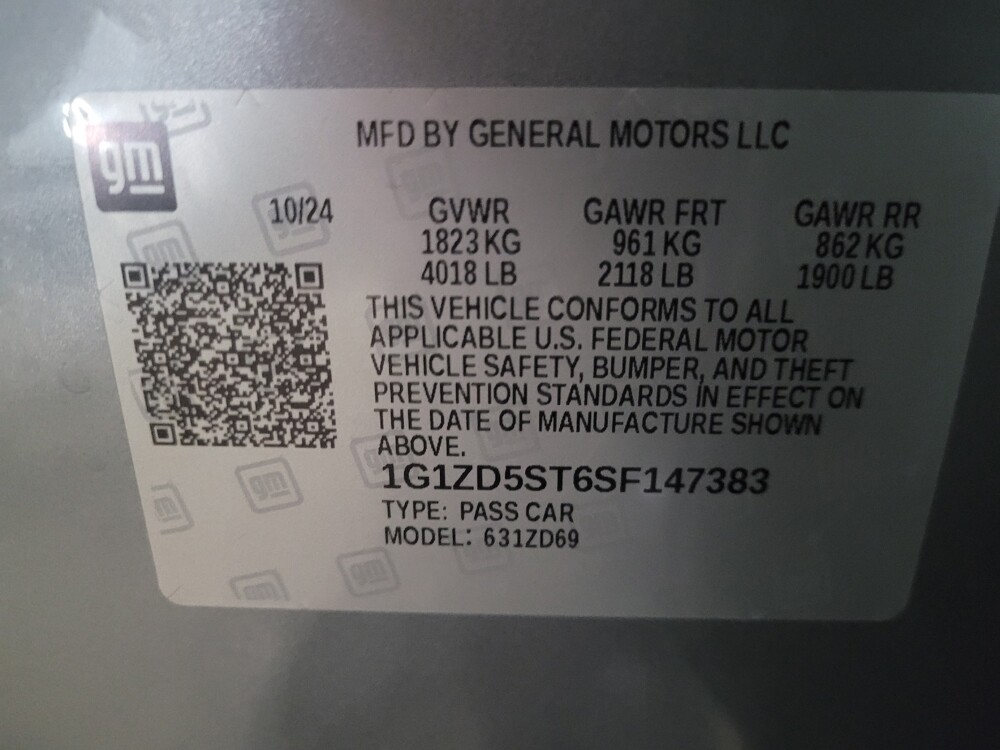 gm
MFD BY GENERAL MOTORS LLC
10/24 GVWR GAWR FRT GAWR RR
1823 KG 961 KG 862 KG
4018 LB 2118 LB 1900 LB
THIS VEHICLE CONFORMS TO ALL
APPLICABLE U.S. FEDERAL MOTOR
VEHICLE SAFETY, BUMPER, AND THEFT
PREVENTION STANDARDS IN EFFECT ON
THE DATE OF MANUFACTURE SHOWN
ABOVE.
1G1ZD5ST6SF147383
TYPE: PASS CAR
MODEL: 631ZD69